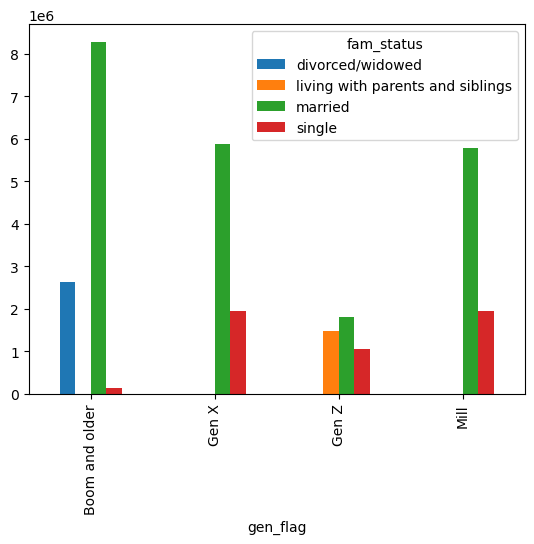 1e6
fam_status
divorced/widowed
living with parents and siblings
married
single
8
7
6
5
4
3
2
1
0
Boom and older
Gen X
Gen Z
Mill
gen_flag